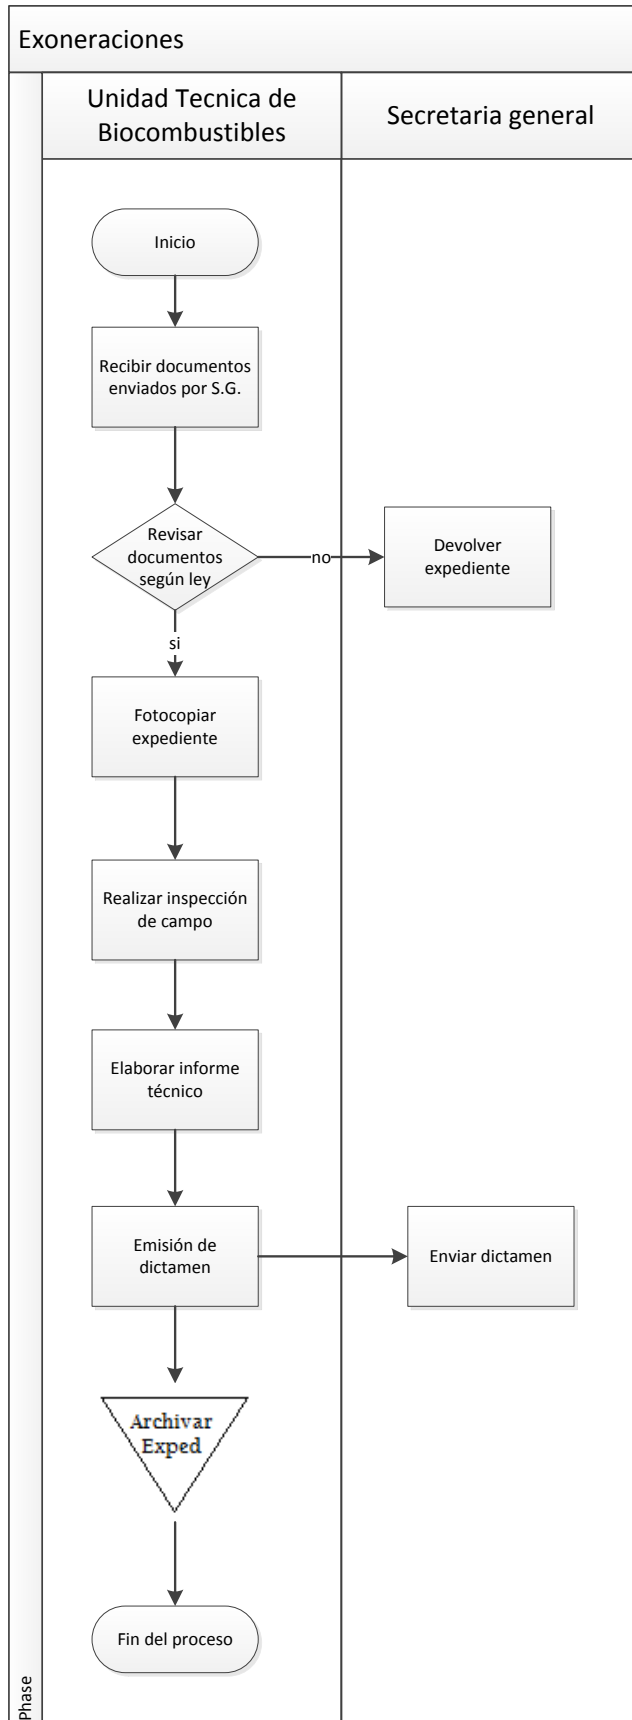 Exoneraciones
Unidad Tecnica de
Biocombustibles
Secretaria general
Inicio
Recibir documentos
enviados por S.G.
Revisar
documentos
según ley
no
Devolver
expediente
si
Fotocopiar
expediente
Realizar inspección
de campo
Elaborar informe
técnico
Emisión de
dictamen
Enviar dictamen
Archivar
Exped
Fin del proceso
Phase